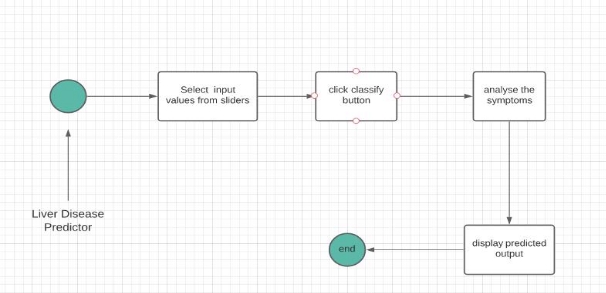 Select input
values from sliders
click classify
button
analyse the
symptoms
Liver Disease
Predictor
display predicted
output
end